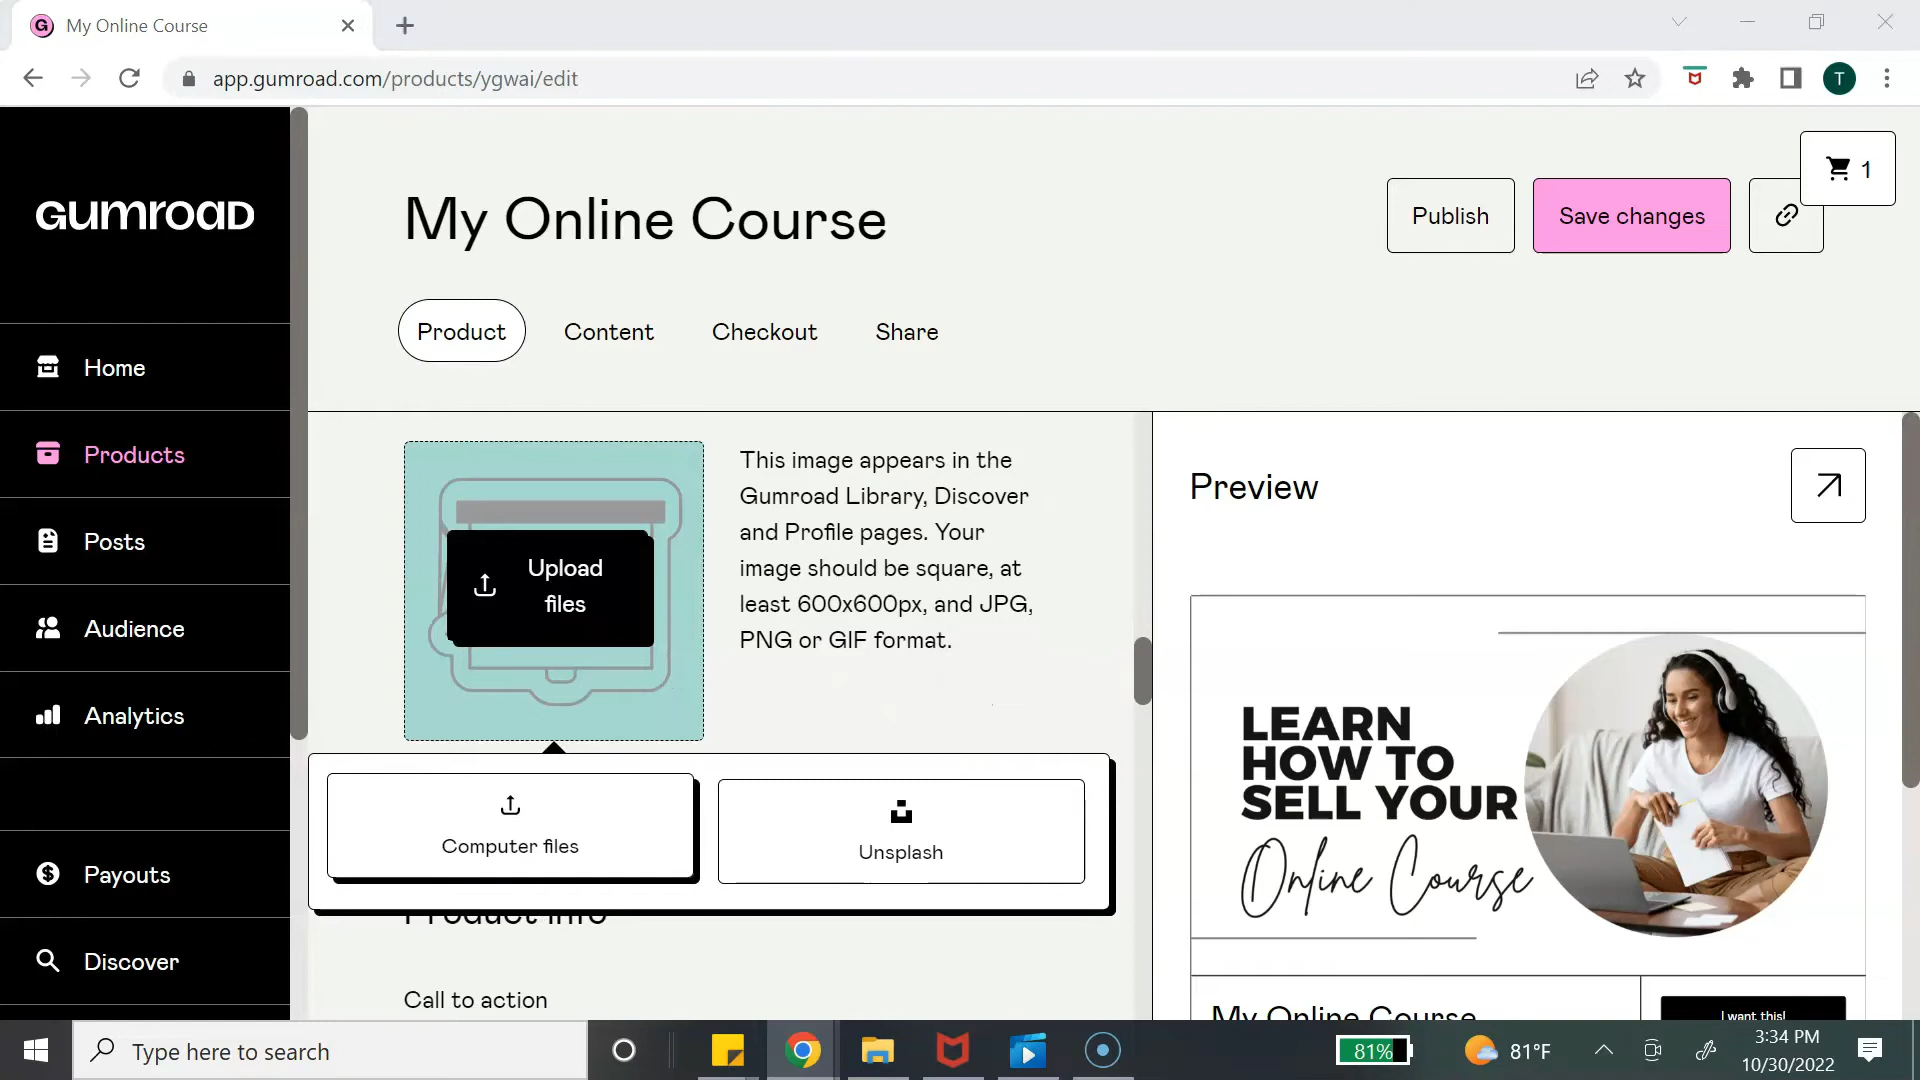 My Online Course
app.gumroad.com/products/ygwai/edit
T
GUMROAD
1
My Online Course
Publish
Save changes
Product
Content
Checkout
Share
Home
Products
Posts
Audience
Analytics
Payouts
Discover
Upload
files
This image appears in the
Gumroad Library, Discover
and Profile pages. Your
image should be square, at
least 600x600px, and JPG,
PNG or GIF format.
Computer files
Unsplash
Product info
Call to action
Preview
LEARN
HOW TO
SELL YOUR
Online Course
My Online Course
I want this!
Type here to search
81%
81°F
3:34 PM
10/30/2022